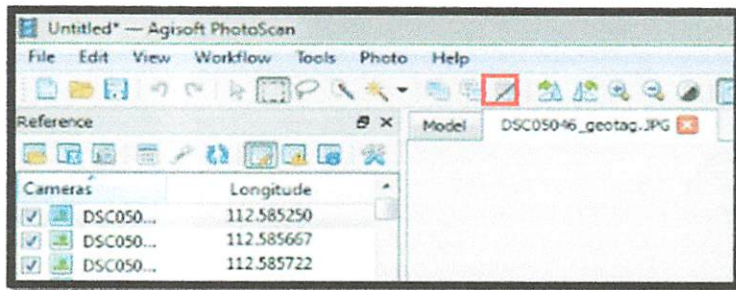 Untitled* — Agisoft PhotoScan
File Edit View Workflow Tools Photo Help
Reference
Model DSC05046_geotag.JPG
Cameras Longitude
DSC050... 112.585250
DSC050... 112.585667
DSC050... 112.585722